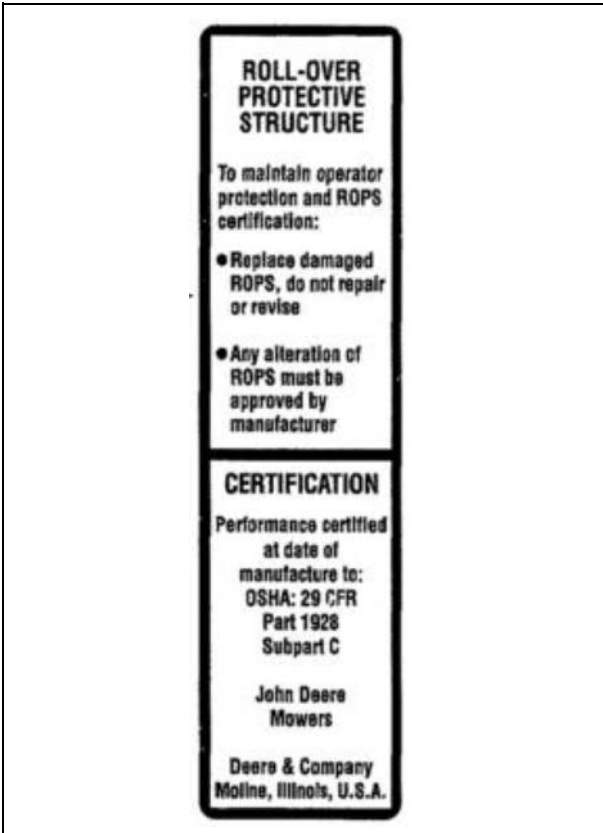 ROLL-OVER
PROTECTIVE
STRUCTURE
To maintain operator
protection and ROPS
certification:
●Replace damaged
ROPS, do not repair
or revise
●Any alteration of
ROPS must be
approved by
manufacturer
CERTIFICATION
Performance certified
at date of
manufacture to:
OSHA: 29 CFR
Part 1928
Subpart C
John Deere
Mowers
Deere & Company
Moline, Illinois, U.S.A.